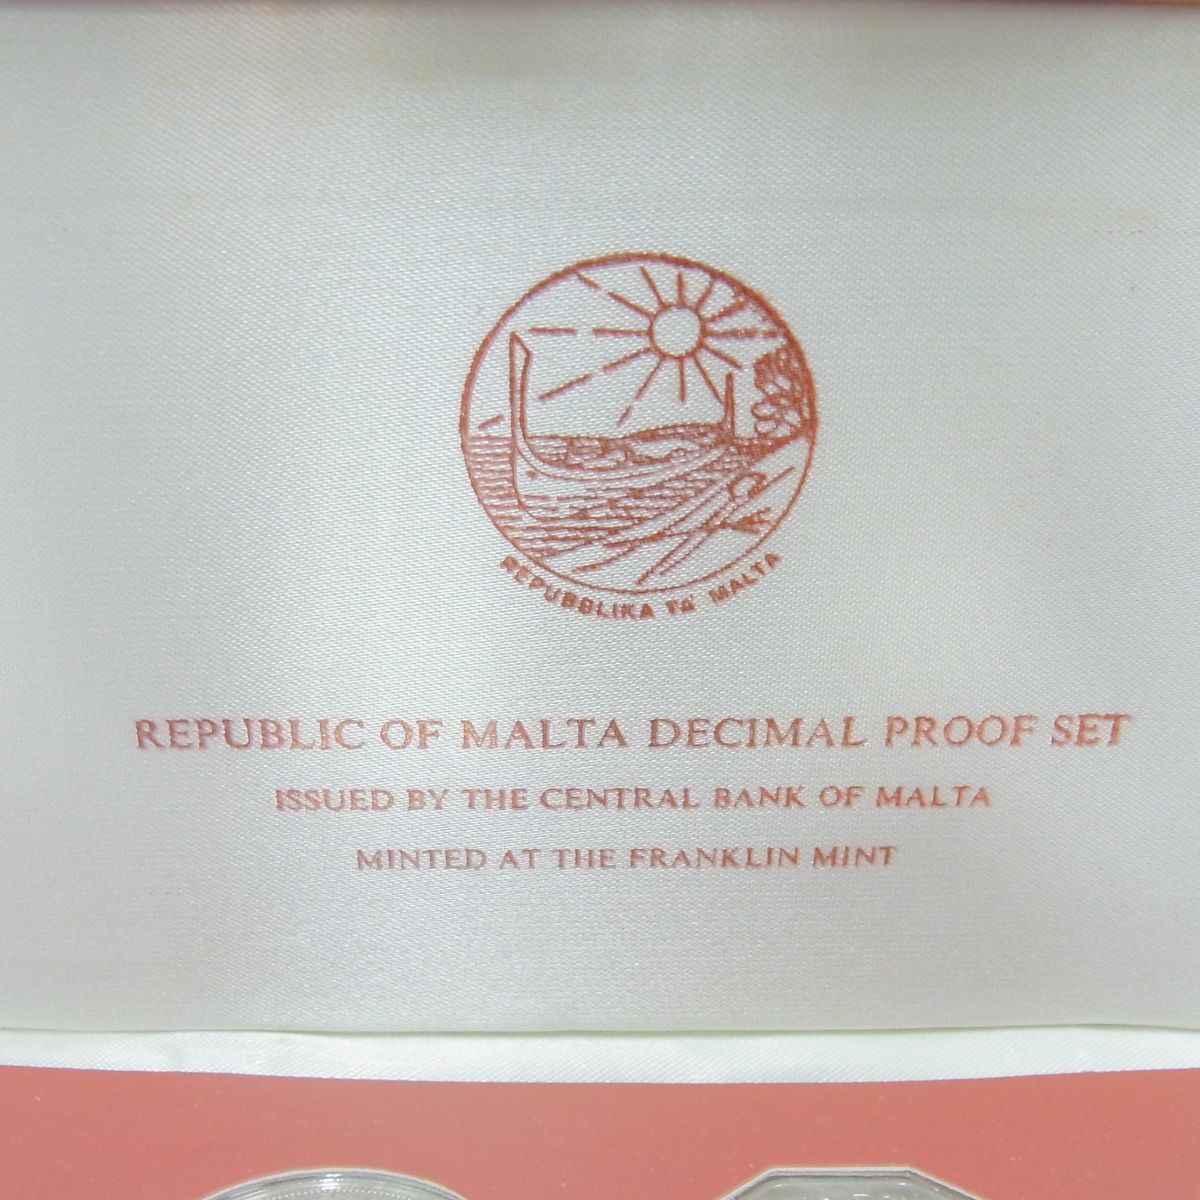 REPUBBLIKA TA' MALTA
REPUBLIC OF MALTA DECIMAL PROOF SET
ISSUED BY THE CENTRAL BANK OF MALTA
MINTED AT THE FRANKLIN MINT